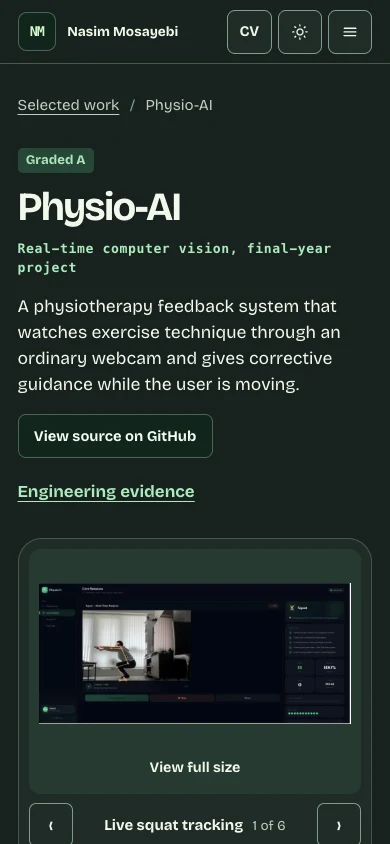 NM Nasim Mosayebi CV
Selected work / Physio-AI
Graded A
Physio-AI
Real-time computer vision, final-year
project
A physiotherapy feedback system that
watches exercise technique through an
ordinary webcam and gives corrective
guidance while the user is moving.
View source on GitHub
Engineering evidence
View full size
‹ Live squat tracking 1 of 6 ›